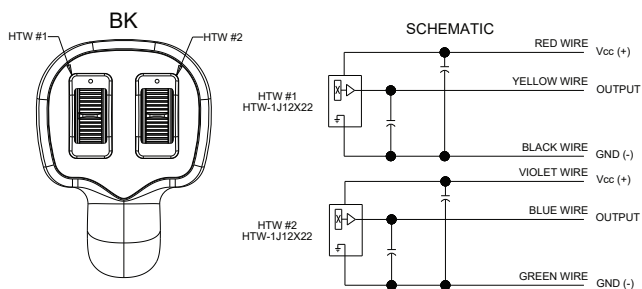 BK
HTW #1
HTW #2
SCHEMATIC
RED WIRE
Vcc (+)
YELLOW WIRE
OUTPUT
HTW #1
HTW-1J12X22
X
BLACK WIRE
GND (-)
VIOLET WIRE
Vcc (+)
BLUE WIRE
OUTPUT
HTW #2
HTW-1J12X22
X
GREEN WIRE
GND (-)